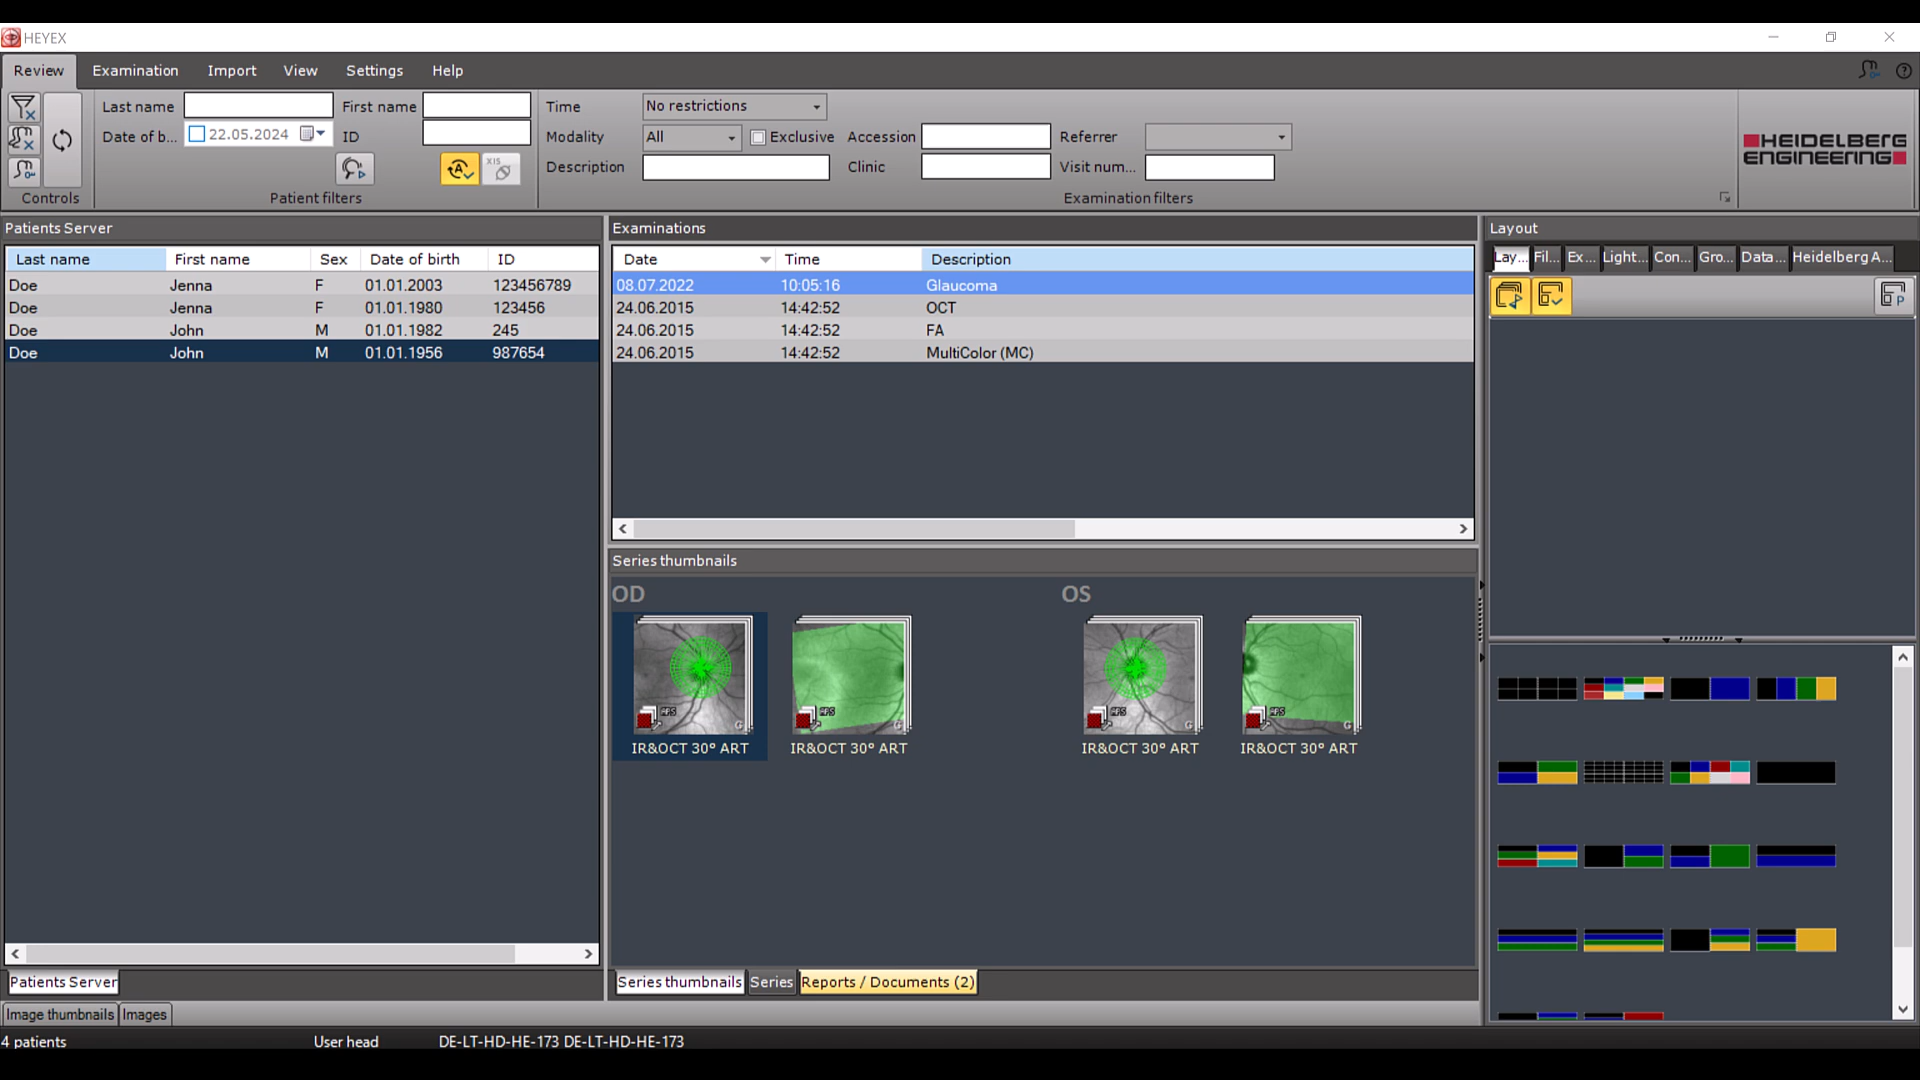 HEYEX
Review Examination Import View Settings Help
Last name First name Time No restrictions
Date of b... 22.05.2024 ID Modality All Exclusive Accession Referrer
XIS Description Clinic Visit num...
Controls Patient filters Examination filters
HEIDELBERG
ENGINEERING
Patients Server
Last name First name Sex Date of birth ID
Doe Jenna F 01.01.2003 123456789
Doe Jenna F 01.01.1980 123456
Doe John M 01.01.1982 245
Doe John M 01.01.1956 987654
Patients Server
Examinations
Date Time Description
08.07.2022 10:05:16 Glaucoma
24.06.2015 14:42:52 OCT
24.06.2015 14:42:52 FA
24.06.2015 14:42:52 MultiColor (MC)
Series thumbnails
OD OS
IR&OCT 30° ART IR&OCT 30° ART IR&OCT 30° ART IR&OCT 30° ART
Series thumbnails Series Reports / Documents (2)
Layout
Lay... Fil... Ex... Light... Con... Gro... Data... Heidelberg A...
Image thumbnails Images
4 patients User head DE-LT-HD-HE-173 DE-LT-HD-HE-173